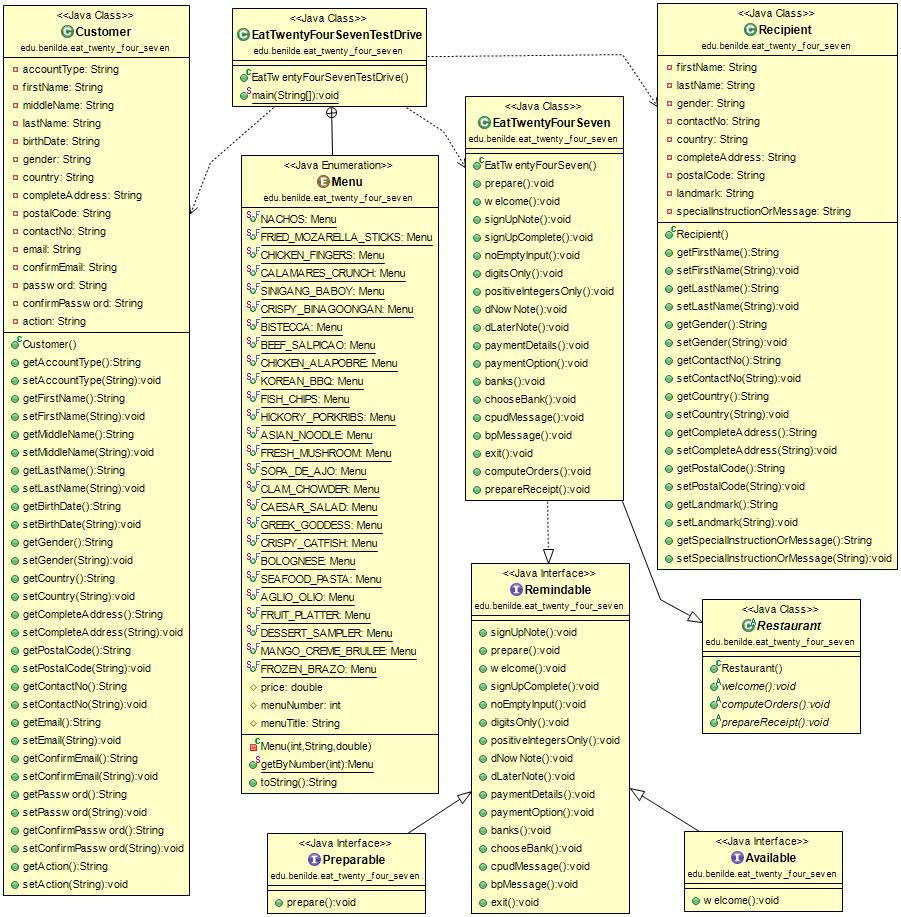 <<Java Class>>
Customer
edu.benilde.eat_twenty_four_seven
accountType: String
firstName: String
middleName: String
lastName: String
birthDate: String
gender: String
country: String
completeAddress: String
postalCode: String
contactNo: String
email: String
confirmEmail: String
password: String
confirmPassword: String
action: String
Customer()
getAccountType():String
setAccountType(String):void
getFirstName():String
setFirstName(String):void
getMiddleName():String
setMiddleName(String):void
getLastName():String
setLastName(String):void
getBirthDate():String
setBirthDate(String):void
getGender():String
setGender(String):void
getCountry():String
setCountry(String):void
getCompleteAddress():String
setCompleteAddress(String):void
getPostalCode():String
setPostalCode(String):void
getContactNo():String
setContactNo(String):void
getEmail():String
setEmail(String):void
getConfirmEmail():String
setConfirmEmail(String):void
getPassword():String
setPassword(String):void
getConfirmPassword():String
setConfirmPassword(String):void
getAction():String
setAction(String):void
<<Java Class>>
EatTwentyFourSevenTestDrive
edu.benilde.eat_twenty_four_seven
EatTwentyFourSevenTestDrive()
main(String[]):void
<<Java Enumeration>>
Menu
edu.benilde.eat_twenty_four_seven
NACHOS: Menu
FRIED_MOZARELLA_STICKS: Menu
CHICKEN_FINGERS: Menu
CALAMARES_CRUNCH: Menu
SINIGANG_BABOY: Menu
CRISPY_BINAGOONGAN: Menu
BISTECCA: Menu
BEEF_SALPICAO: Menu
CHICKEN_ALAPOBRE: Menu
KOREAN_BBQ: Menu
FISH_CHIPS: Menu
HICKORY_PORKRIBS: Menu
ASIAN_NOODLE: Menu
FRESH_MUSHROOM: Menu
SOPA_DE_AJO: Menu
CLAM_CHOWDER: Menu
CAESAR_SALAD: Menu
GREEK_GODDESS: Menu
CRISPY_CATFISH: Menu
BOLOGNESE: Menu
SEAFOOD_PASTA: Menu
AGLIO_OLIO: Menu
FRUIT_PLATTER: Menu
DESSERT_SAMPLER: Menu
MANGO_CREME_BRULEE: Menu
FROZEN_BRAZO: Menu
price: double
menuNumber: int
menuTitle: String
Menu(int,String,double)
getByNumber(int):Menu
toString():String
<<Java Class>>
EatTwentyFourSeven
edu.benilde.eat_twenty_four_seven
EatTwentyFourSeven()
prepare():void
welcome():void
signUpNote():void
signUpComplete():void
noEmptyInput():void
digitsOnly():void
positiveIntegersOnly():void
dNowNote():void
dLaterNote():void
paymentDetails():void
paymentOption():void
banks():void
chooseBank():void
cpudMessage():void
bpMessage():void
exit():void
computeOrders():void
prepareReceipt():void
<<Java Class>>
Recipient
edu.benilde.eat_twenty_four_seven
firstName: String
lastName: String
gender: String
contactNo: String
country: String
completeAddress: String
postalCode: String
landmark: String
specialInstructionOrMessage: String
Recipient()
getFirstName():String
setFirstName(String):void
getLastName():String
setLastName(String):void
getGender():String
setGender(String):void
getContactNo():String
setContactNo(String):void
getCountry():String
setCountry(String):void
getCompleteAddress():String
setCompleteAddress(String):void
getPostalCode():String
setPostalCode(String):void
getLandmark():String
setLandmark(String):void
getSpecialInstructionOrMessage():String
setSpecialInstructionOrMessage(String):void
<<Java Interface>>
Remindable
edu.benilde.eat_twenty_four_seven
signUpNote():void
prepare():void
welcome():void
signUpComplete():void
noEmptyInput():void
digitsOnly():void
positiveIntegersOnly():void
dNowNote():void
dLaterNote():void
paymentDetails():void
paymentOption():void
banks():void
chooseBank():void
cpudMessage():void
bpMessage():void
exit():void
<<Java Class>>
Restaurant
edu.benilde.eat_twenty_four_seven
Restaurant()
welcome():void
computeOrders():void
prepareReceipt():void
<<Java Interface>>
Preparable
edu.benilde.eat_twenty_four_seven
prepare():void
<<Java Interface>>
Available
edu.benilde.eat_twenty_four_seven
welcome():void